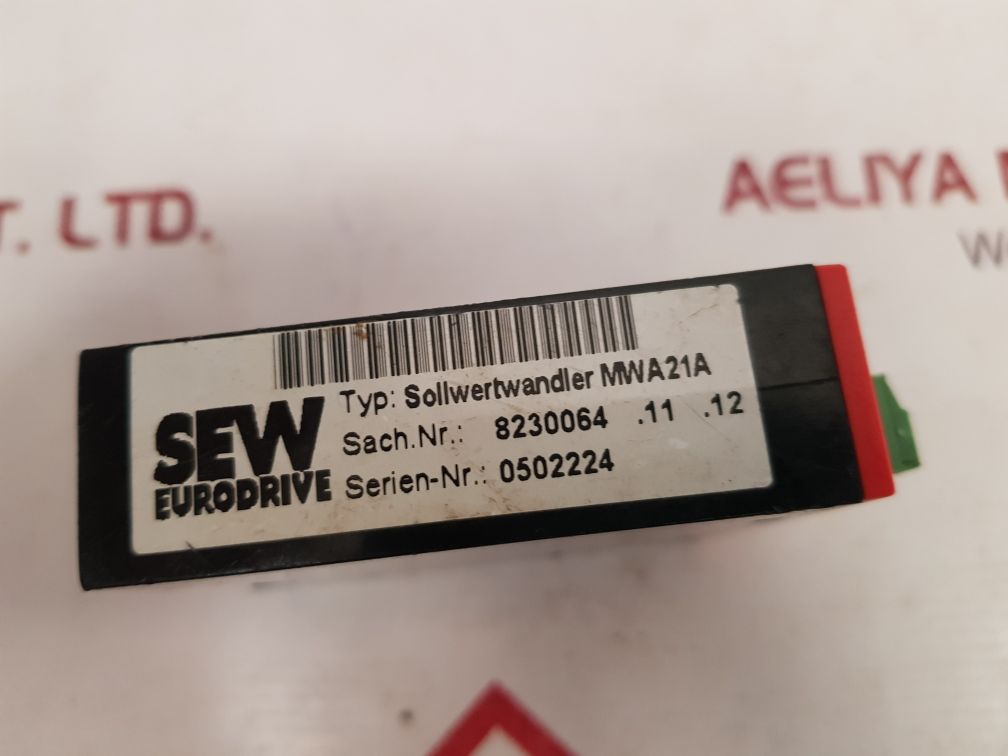 T. LTD.
AELIYA
SEW
EURODRIVE
Typ: Sollwertwandler MWA21A
Sach.Nr.: 8230064 .11 .12
Serien-Nr.: 0502224